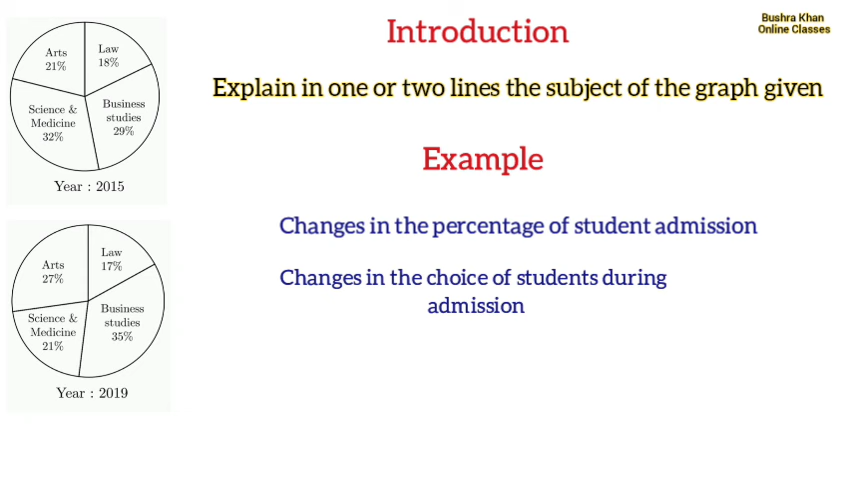 Bushra Khan
Online Classes
Introduction
Explain in one or two lines the subject of the graph given
Example
Changes in the percentage of student admission
Changes in the choice of students during
admission
Arts
21%
Law
18%
Science &
Medicine
32%
Business
studies
29%
Year : 2015
Arts
27%
Law
17%
Science &
Medicine
21%
Business
studies
35%
Year : 2019